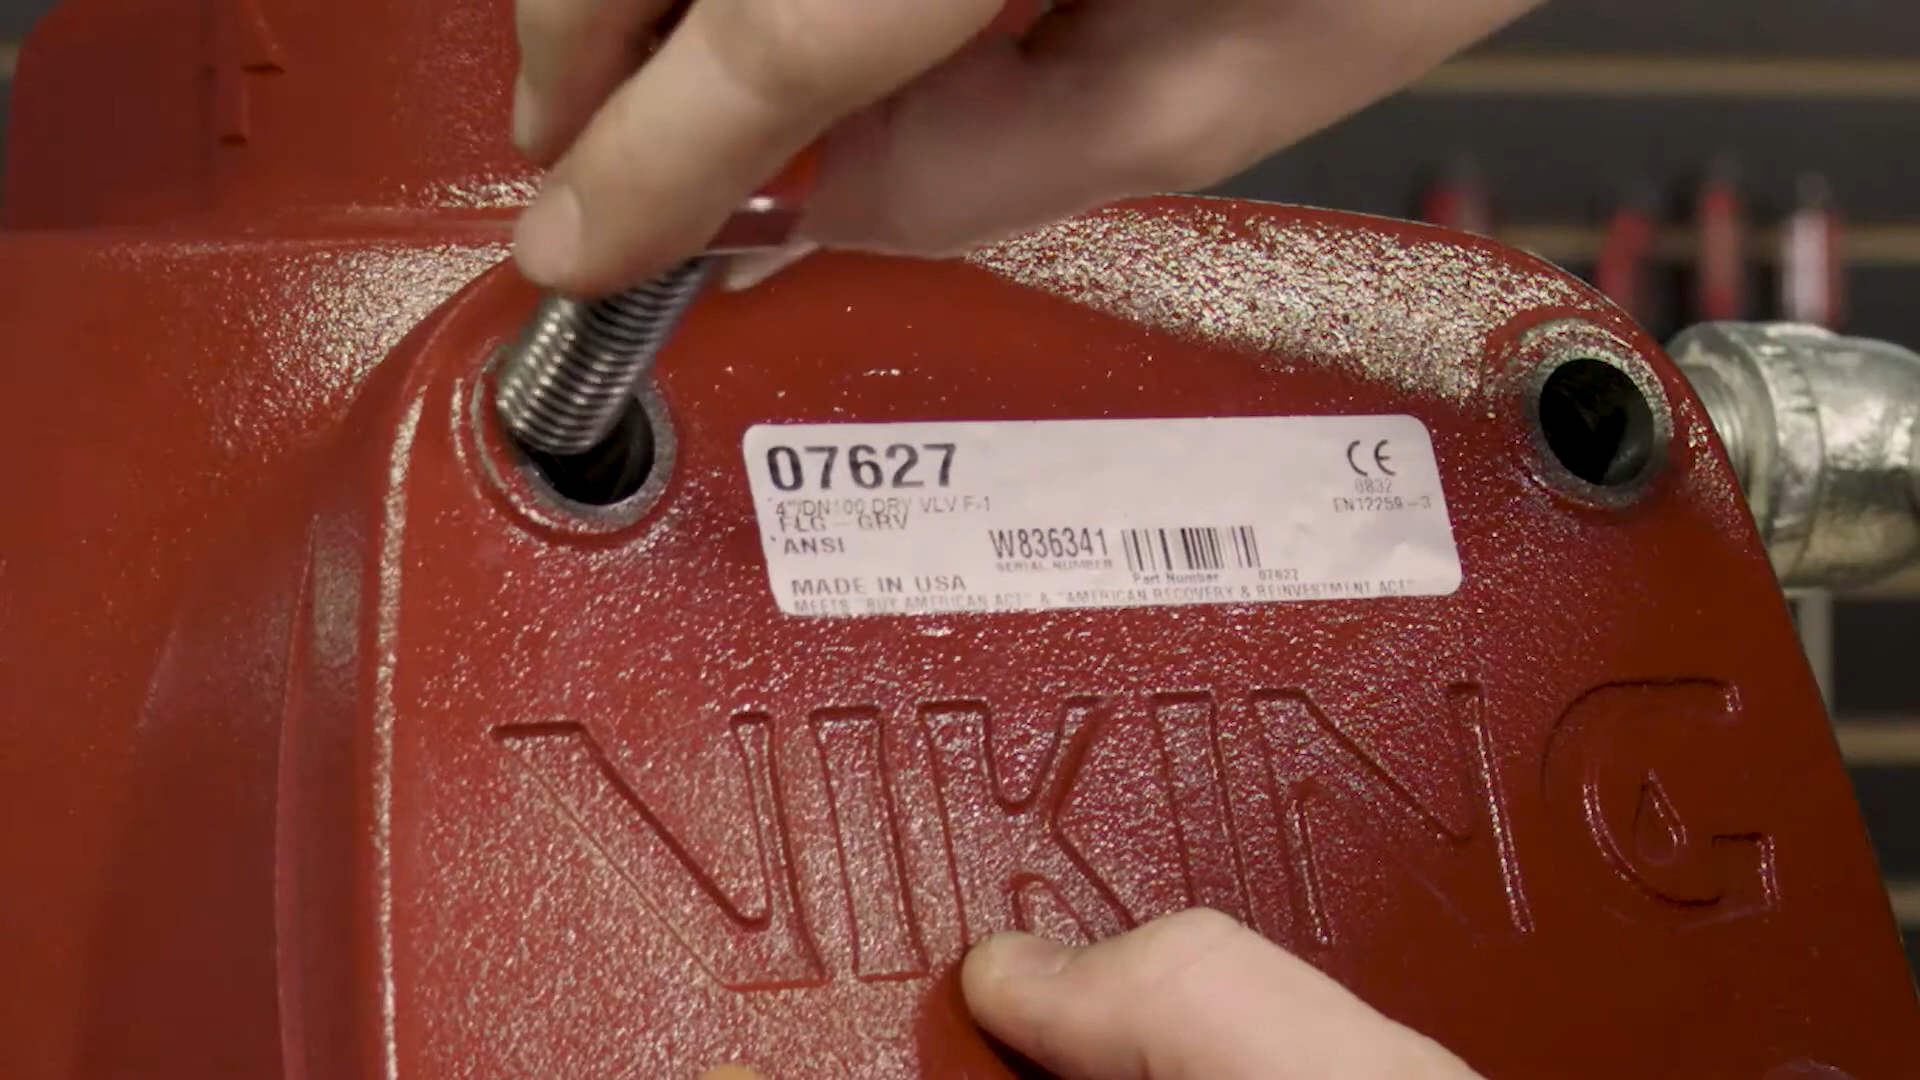 07627
CE
0832
4"/DN100 DRY VLV F-1
EN12259-3
FLG - GRV
ANSI
W836341
SERIAL NUMBER
Part Number 07627
MADE IN USA
MEETS "BUY AMERICAN ACT" & "AMERICAN RECOVERY & REINVESTMENT ACT"
VIKING